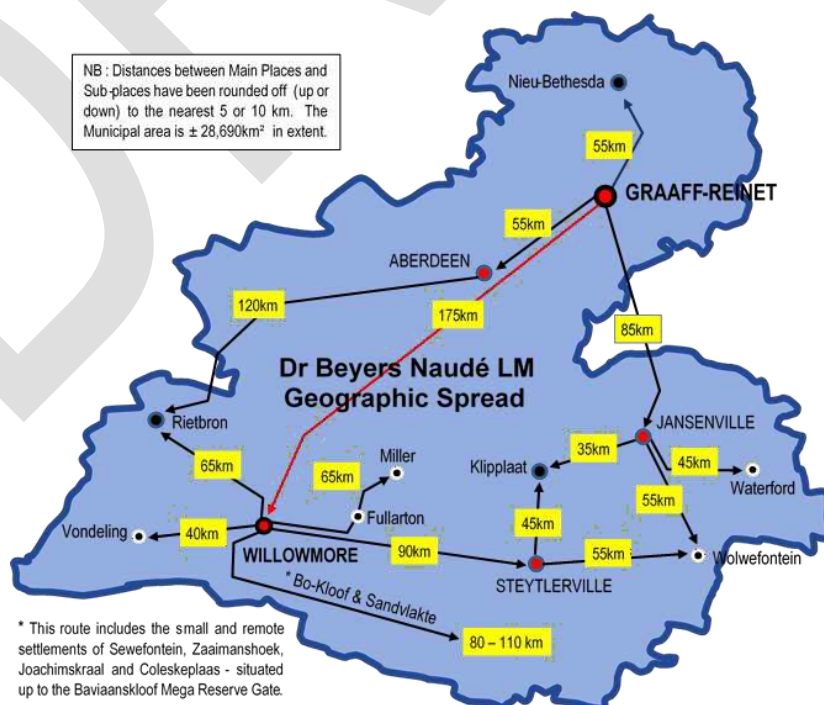 NB : Distances between Main Places and
Sub-places have been rounded off (up or
down) to the nearest 5 or 10 km. The
Municipal area is ± 28,690km² in extent.
Nieu-Bethesda
55km
GRAAFF-REINET
55km
ABERDEEN
120km
175km
85km
Dr Beyers Naudé LM
Geographic Spread
Rietbron
JANSENVILLE
Miller
35km
Klipplaat
65km
65km
45km
Waterford
Fullarton
55km
Vondeling
40km
45km
WILLOWMORE
90km
55km
Wolwefontein
STEYTLERVILLE
* Bo-Kloof & Sandvlakte
80 – 110 km
* This route includes the small and remote
settlements of Sewefontein, Zaaimanshoek,
Joachimskraal and Coleskeplaas - situated
up to the Baviaanskloof Mega Reserve Gate.